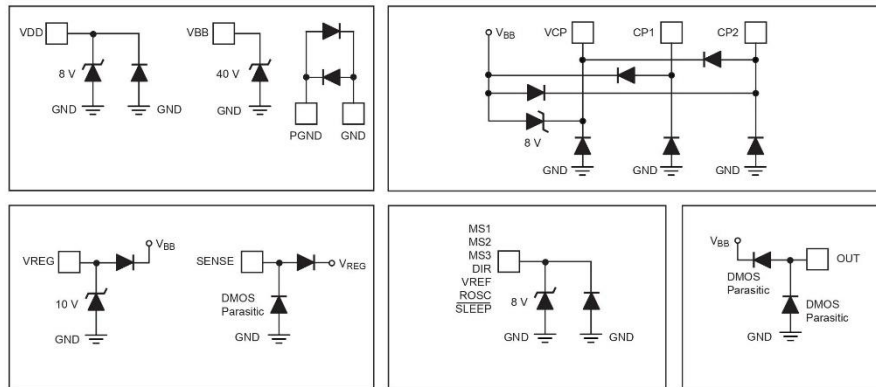 VDD
8 V
GND
GND
VBB
40 V
GND
PGND
GND
VBB
VCP
CP1
CP2
8 V
GND
GND
GND
VREG
VBB
10 V
GND
SENSE
VREG
DMOS
Parasitic
GND
MS1
MS2
MS3
DIR
VREF
ROSC
SLEEP
8 V
GND
GND
VBB
OUT
DMOS
Parasitic
DMOS
Parasitic
GND